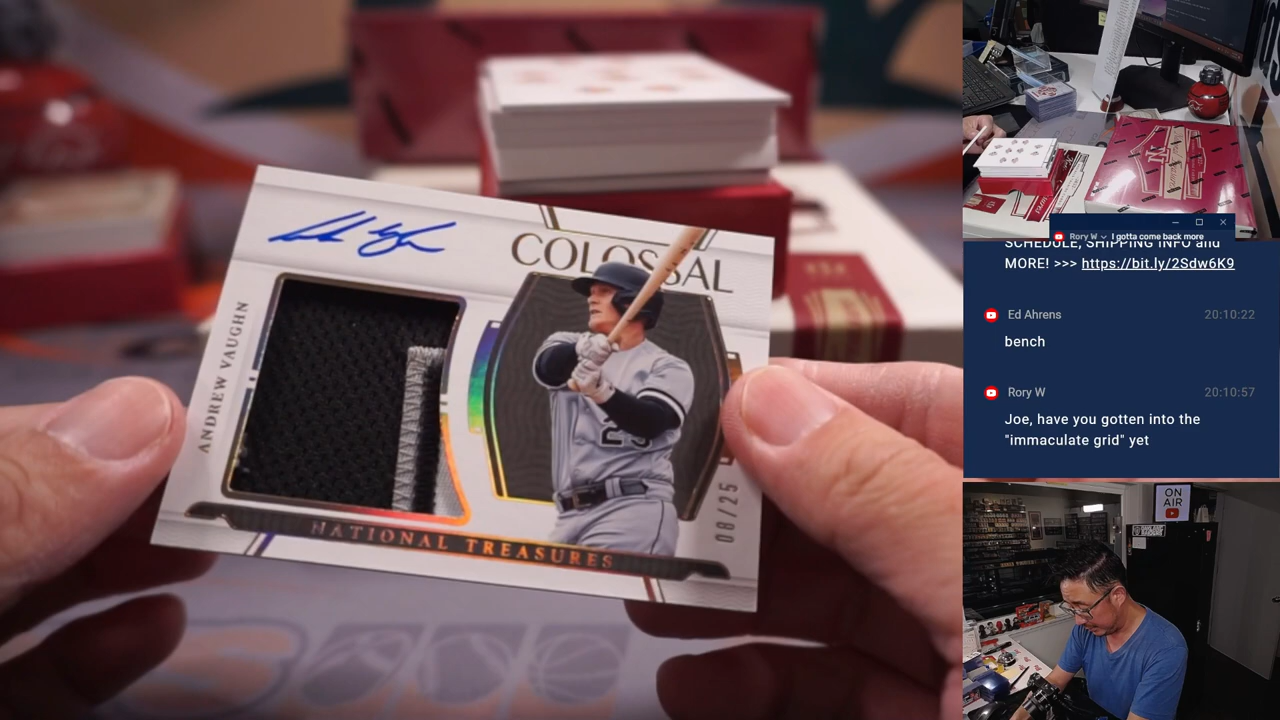 COLOSSAL
ANDREW VAUGHN
25
08/25
NATIONAL TREASURES
Rory W
I gotta come back more
SCHEDULE, SHIPPING INFO and
MORE! >>> https://bit.ly/2Sdw6K9
Ed Ahrens
20:10:22
bench
Rory W
20:10:57
Joe, have you gotten into the
"immaculate grid" yet
ON
AIR